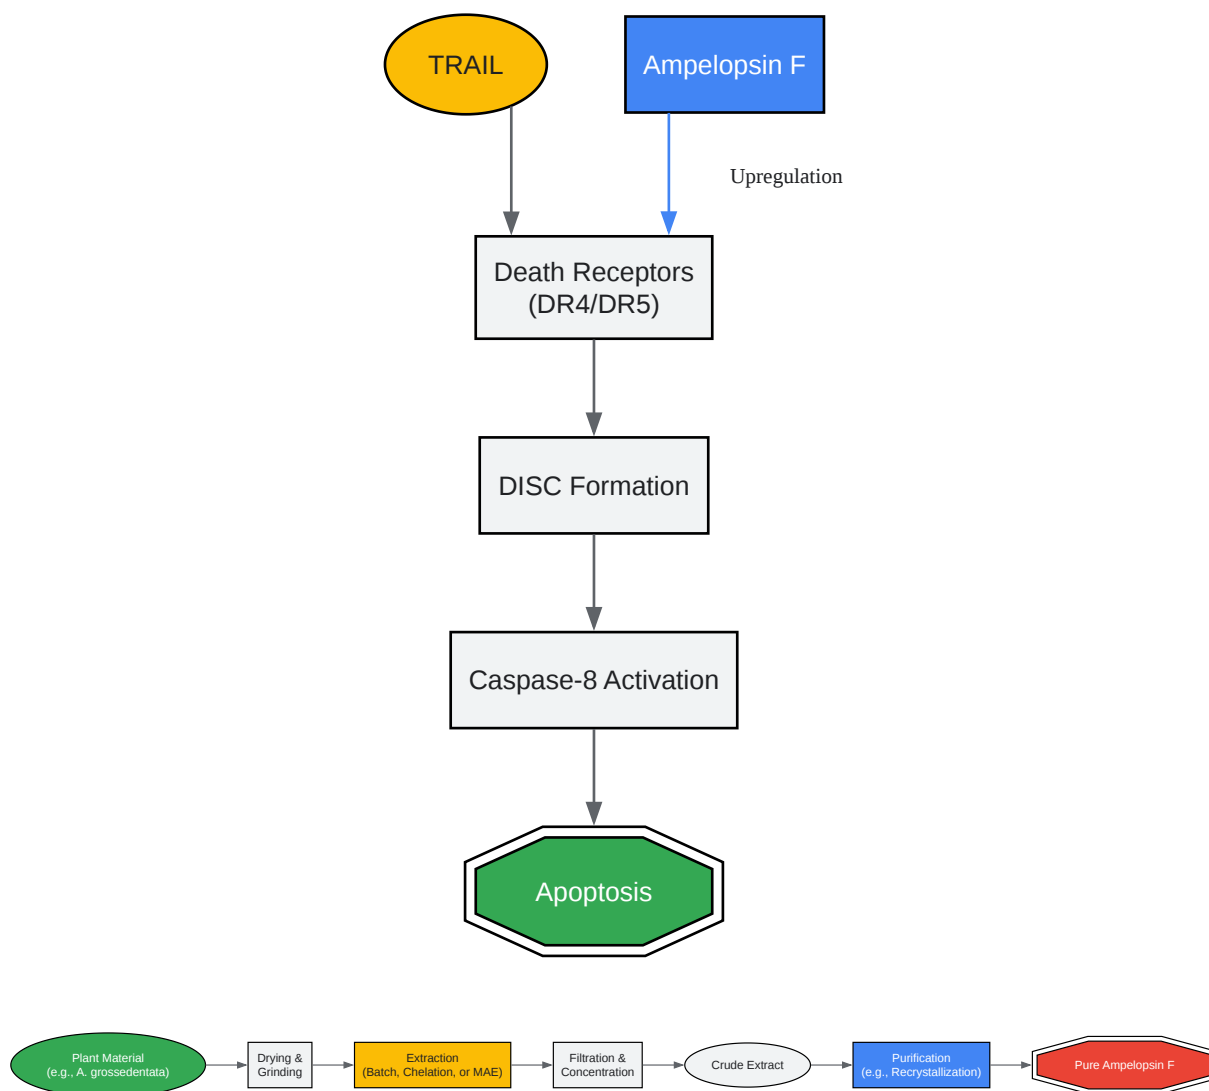 TRAIL
Ampelopsin F
Upregulation
Death Receptors
(DR4/DR5)
DISC Formation
Caspase-8 Activation
Apoptosis
Plant Material
(e.g., A. grossedentata)
Drying &
Grinding
Extraction
(Batch, Chelation, or MAE)
Filtration &
Concentration
Crude Extract
Purification
(e.g., Recrystallization)
Pure Ampelopsin F